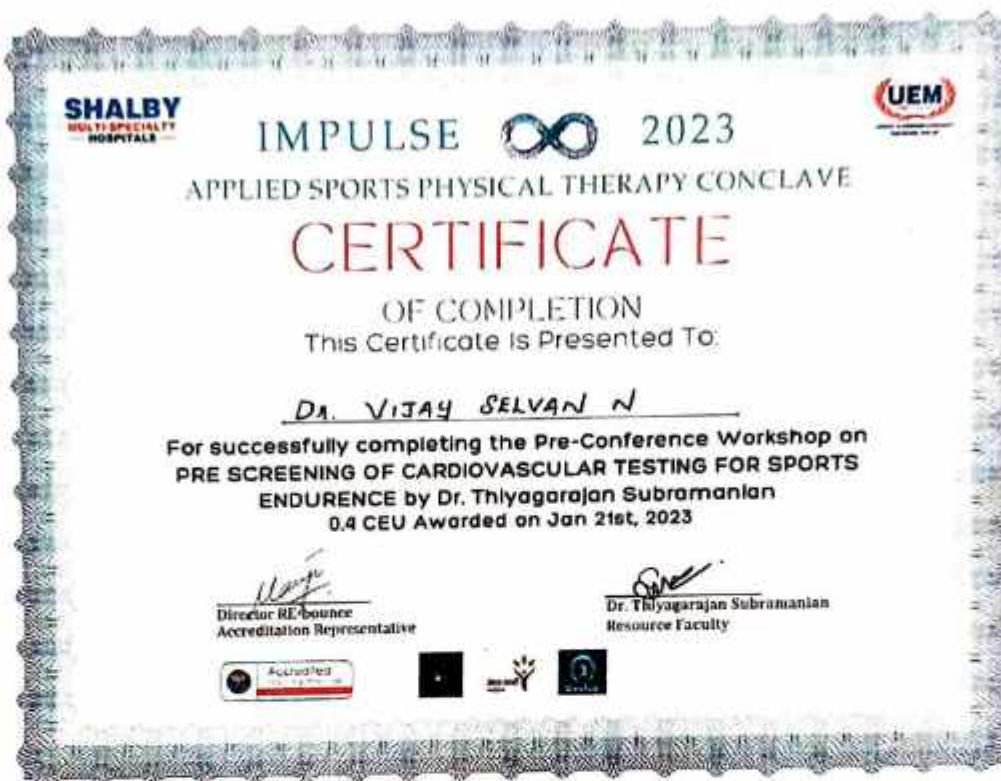 SHALBY
MULTI-SPECIALTY
HOSPITALS
UEM
IMPULSE 2023
APPLIED SPORTS PHYSICAL THERAPY CONCLAVE
CERTIFICATE
OF COMPLETION
This Certificate Is Presented To:
Dr. VIJAY SELVAN N
For successfully completing the Pre-Conference Workshop on
PRE SCREENING OF CARDIOVASCULAR TESTING FOR SPORTS
ENDURENCE by Dr. Thiyagarajan Subramanian
0.4 CEU Awarded on Jan 21st, 2023
Director RE-bounce
Accreditation Representative
Dr. Thiyagarajan Subramanian
Resource Faculty
Accredited